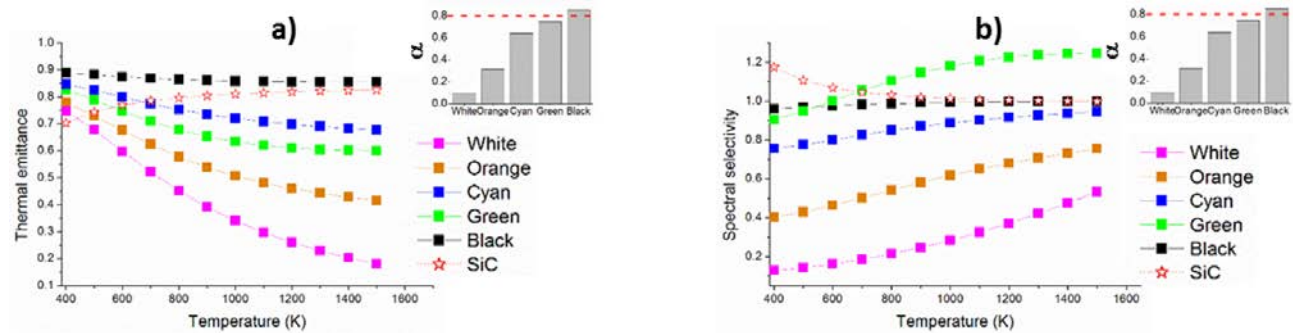 a)
α
0.8
0.6
0.4
0.2
0.0
White Orange Cyan Green Black
Thermal emittance
1.0
0.9
0.8
0.7
0.6
0.5
0.4
0.3
0.2
0.1
400 600 800 1000 1200 1400 1600
Temperature (K)
White
Orange
Cyan
Green
Black
SiC
b)
α
0.8
0.6
0.4
0.2
0.0
White Orange Cyan Green Black
Spectral selectivity
1.2
1.0
0.8
0.6
0.4
0.2
400 600 800 1000 1200 1400 1600
Temperature (K)
White
Orange
Cyan
Green
Black
SiC